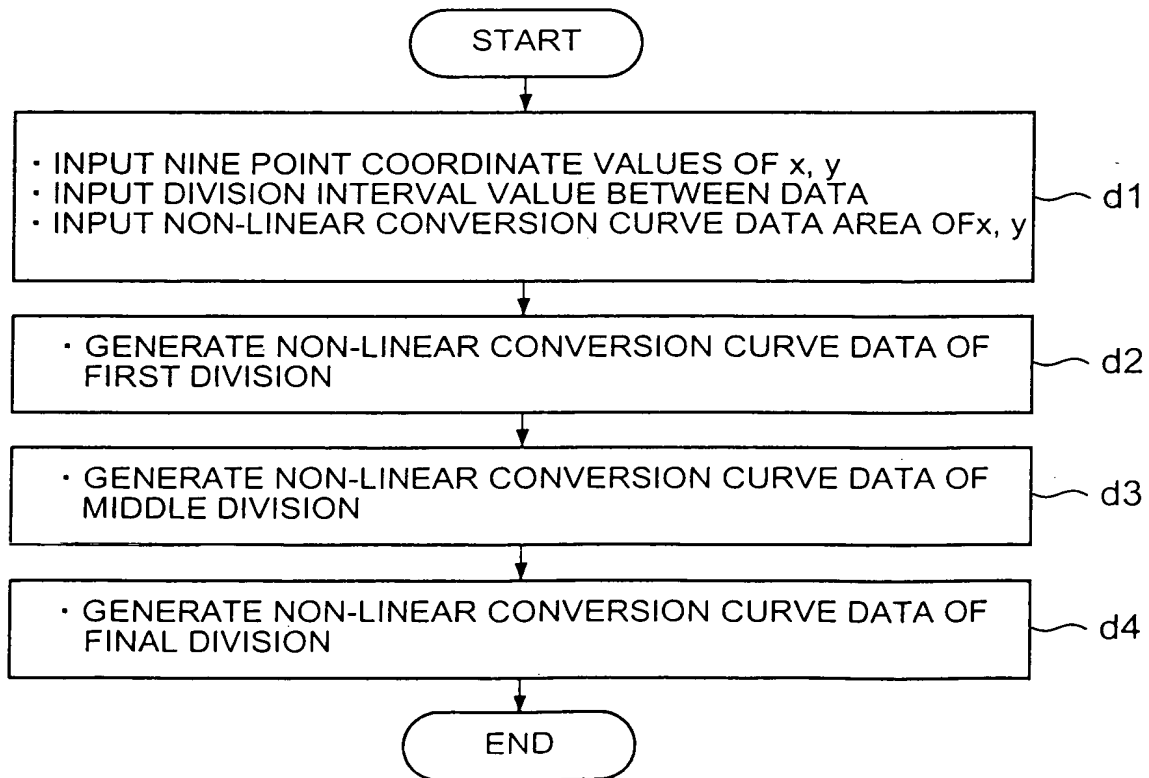 START
· INPUT NINE POINT COORDINATE VALUES OF x, y
· INPUT DIVISION INTERVAL VALUE BETWEEN DATA
· INPUT NON-LINEAR CONVERSION CURVE DATA AREA OFx, y
d1
· GENERATE NON-LINEAR CONVERSION CURVE DATA OF
FIRST DIVISION
d2
· GENERATE NON-LINEAR CONVERSION CURVE DATA OF
MIDDLE DIVISION
d3
· GENERATE NON-LINEAR CONVERSION CURVE DATA OF
FINAL DIVISION
d4
END